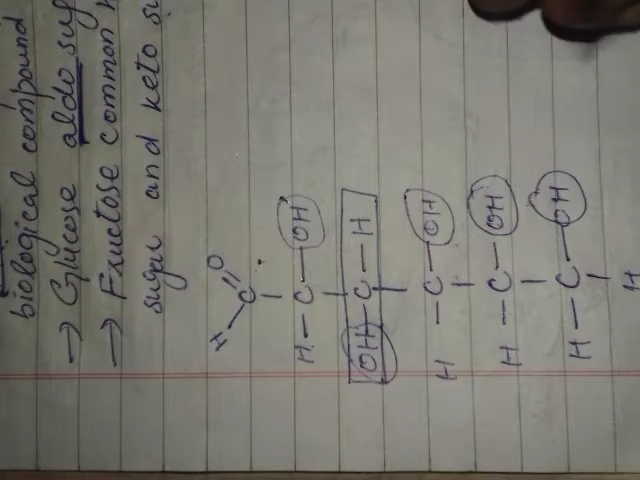 biological compound
→ Glucose aldo sug
→ Fructose common
sugar and keto su
H O
C
H – C – OH
OH – C – H
H – C – OH
H – C – OH
H – C – OH
H